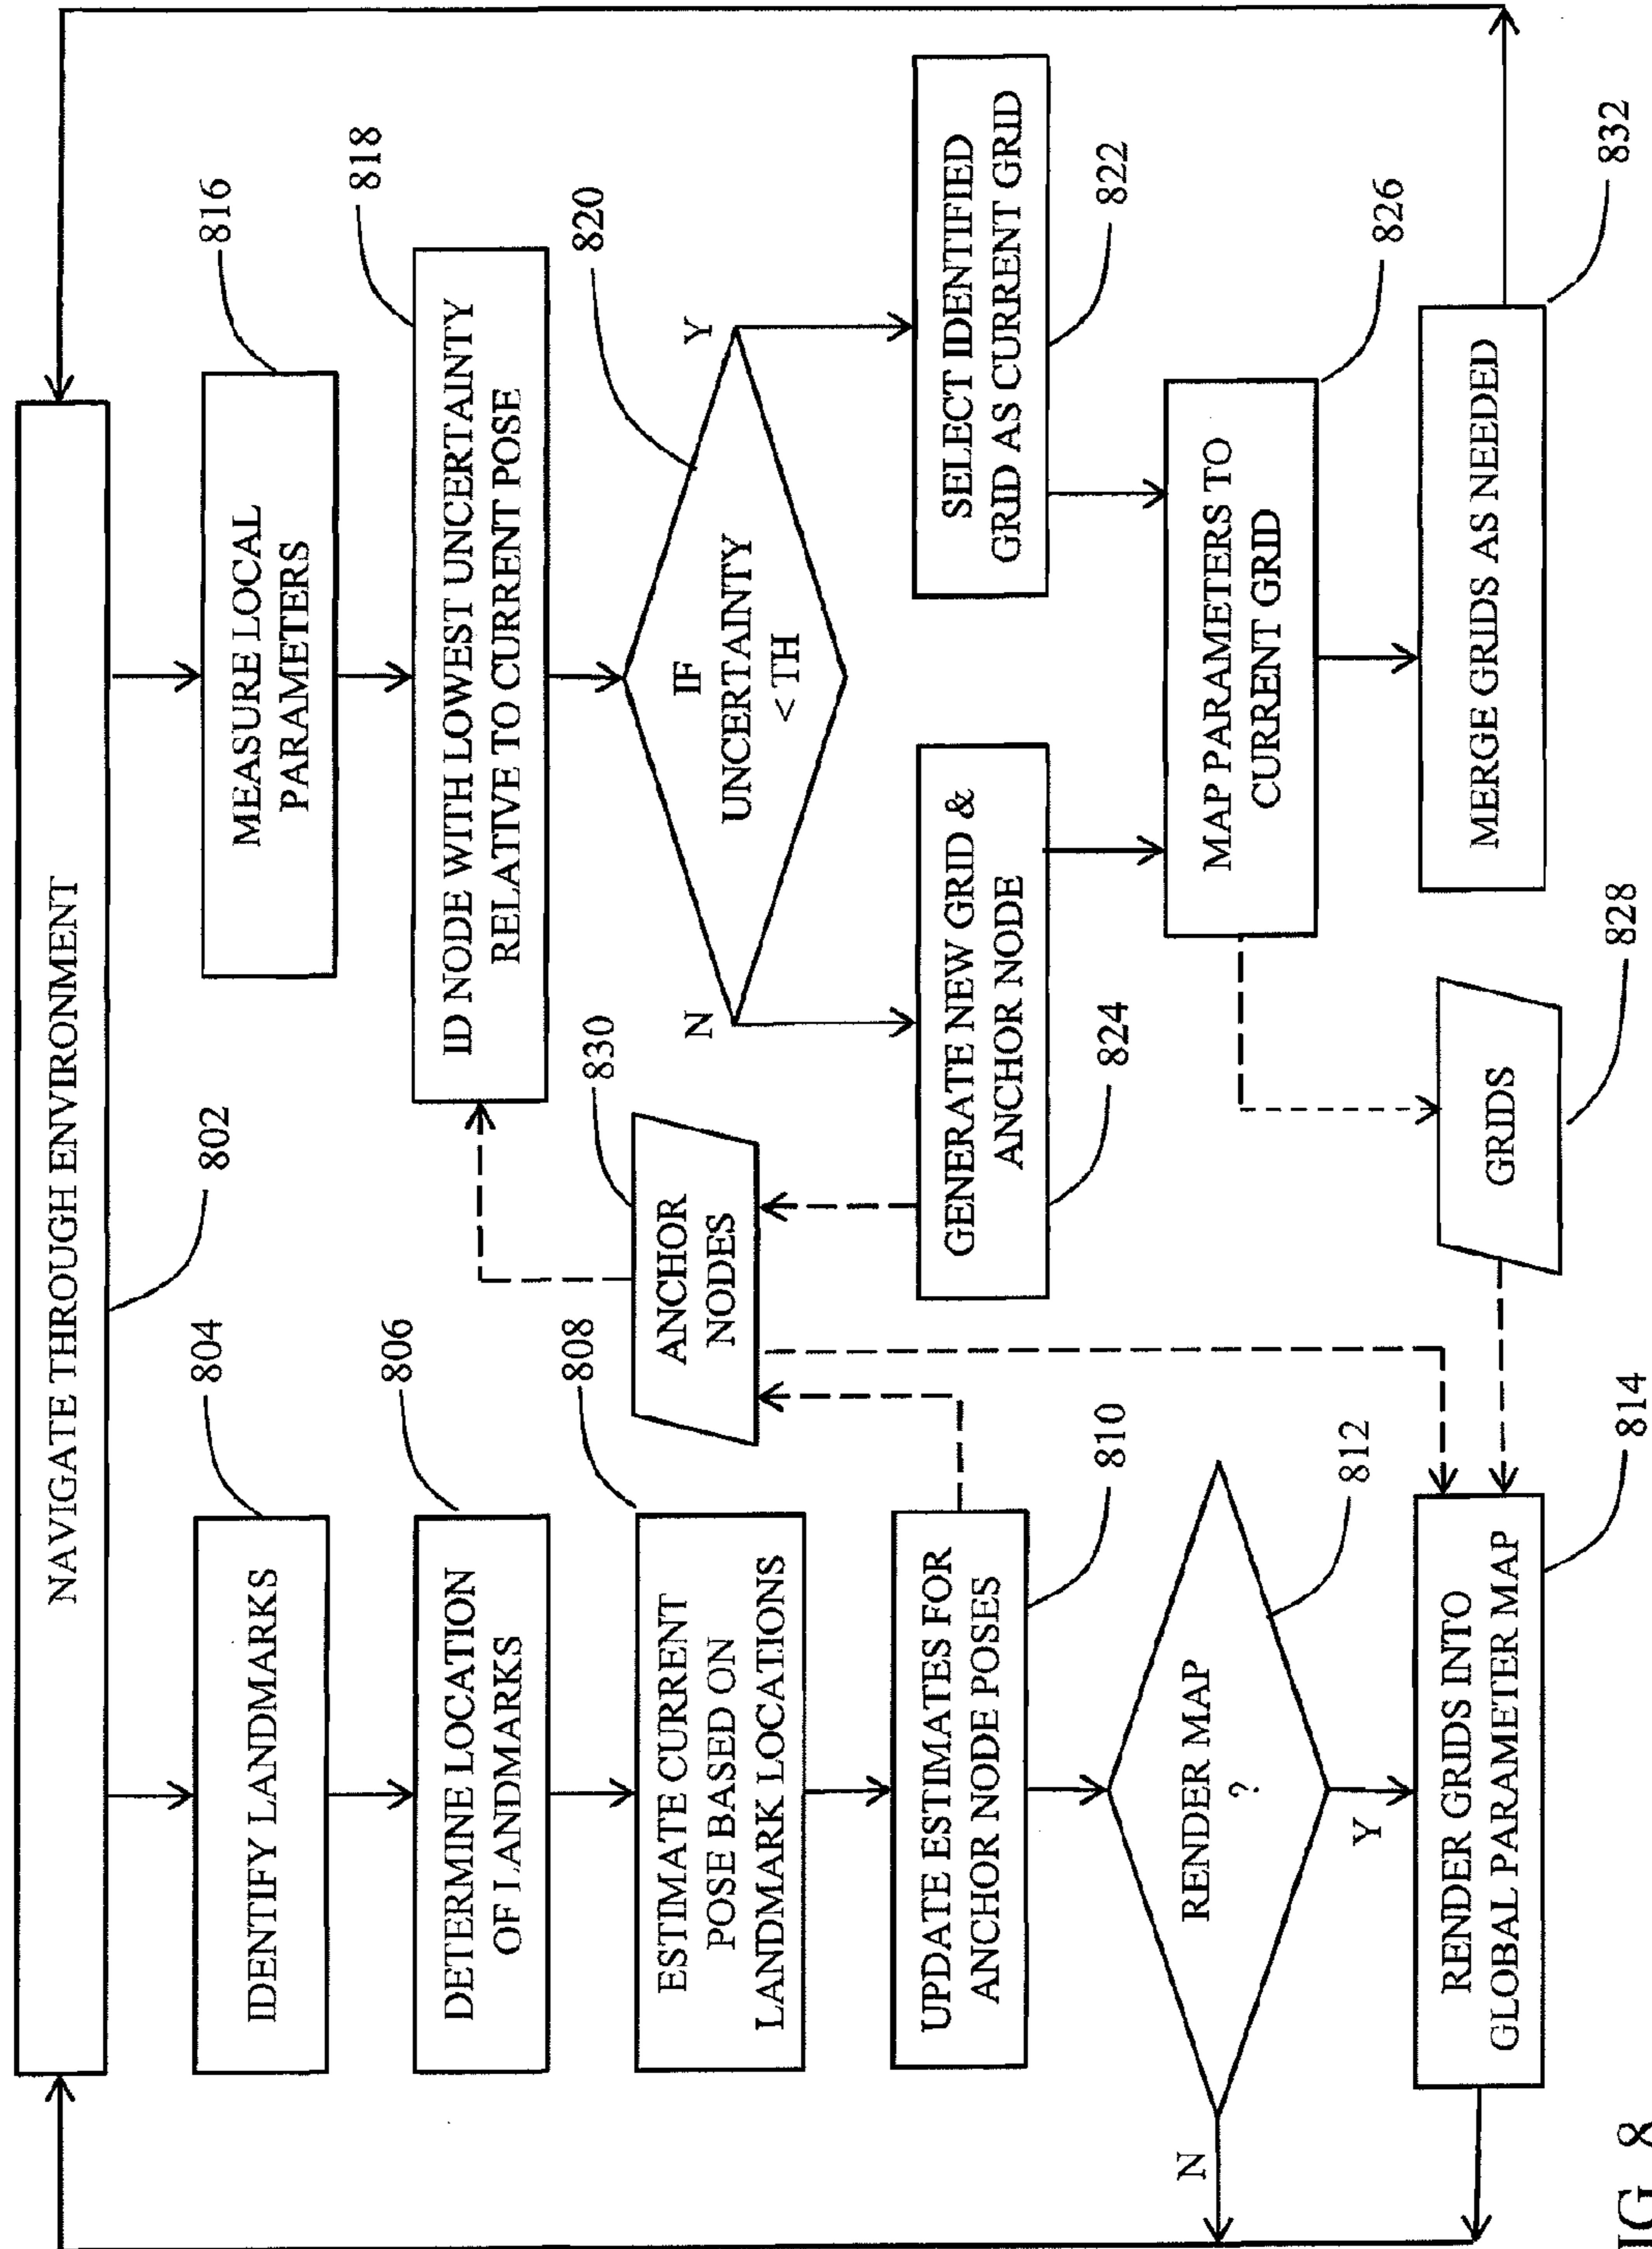 NAVIGATE THROUGH ENVIRONMENT
802
IDENTIFY LANDMARKS
804
DETERMINE LOCATION
OF LANDMARKS
806
ESTIMATE CURRENT
POSE BASED ON
LANDMARK LOCATIONS
808
UPDATE ESTIMATES FOR
ANCHOR NODE POSES
810
RENDER MAP
?
812
N
Y
RENDER GRIDS INTO
GLOBAL PARAMETER MAP
814
MEASURE LOCAL
PARAMETERS
816
ID NODE WITH LOWEST UNCERTAINTY
RELATIVE TO CURRENT POSE
818
IF
UNCERTAINTY
< TH
820
N
Y
SELECT IDENTIFIED
GRID AS CURRENT GRID
822
GENERATE NEW GRID &
ANCHOR NODE
824
ANCHOR
NODES
830
MAP PARAMETERS TO
CURRENT GRID
826
GRIDS
828
MERGE GRIDS AS NEEDED
832
IG. 8